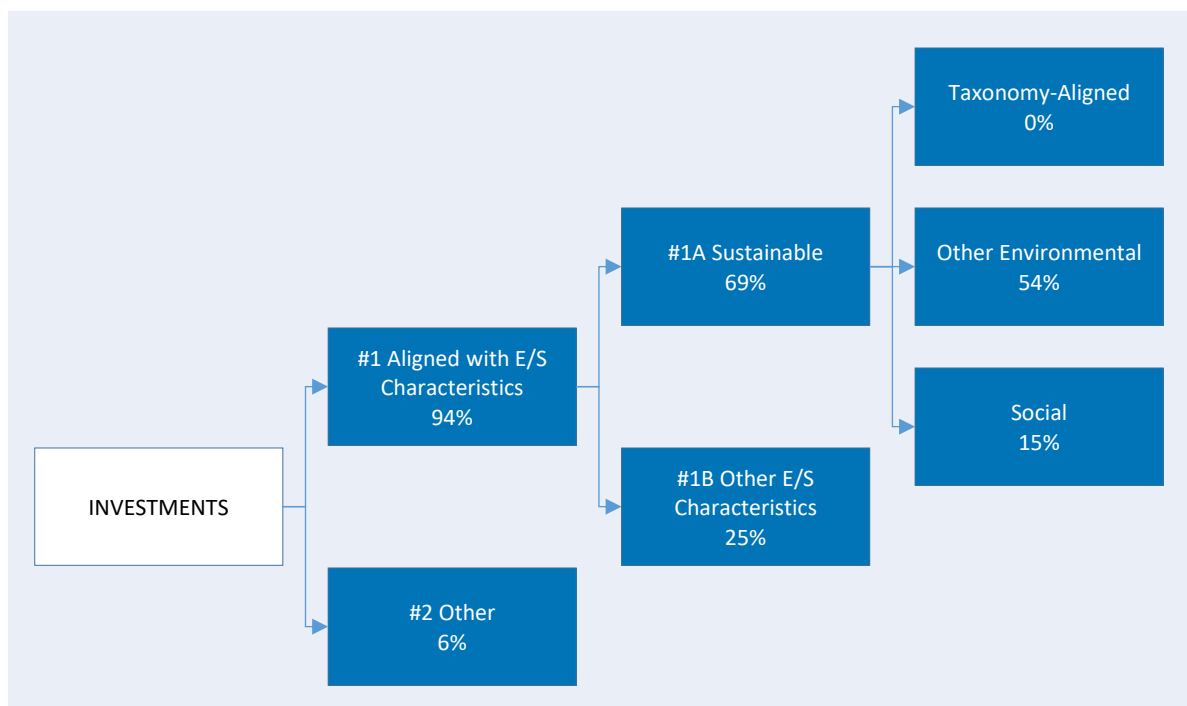 INVESTMENTS
#1 Aligned with E/S
Characteristics
94%
#2 Other
6%
#1A Sustainable
69%
#1B Other E/S
Characteristics
25%
Taxonomy-Aligned
0%
Other Environmental
54%
Social
15%